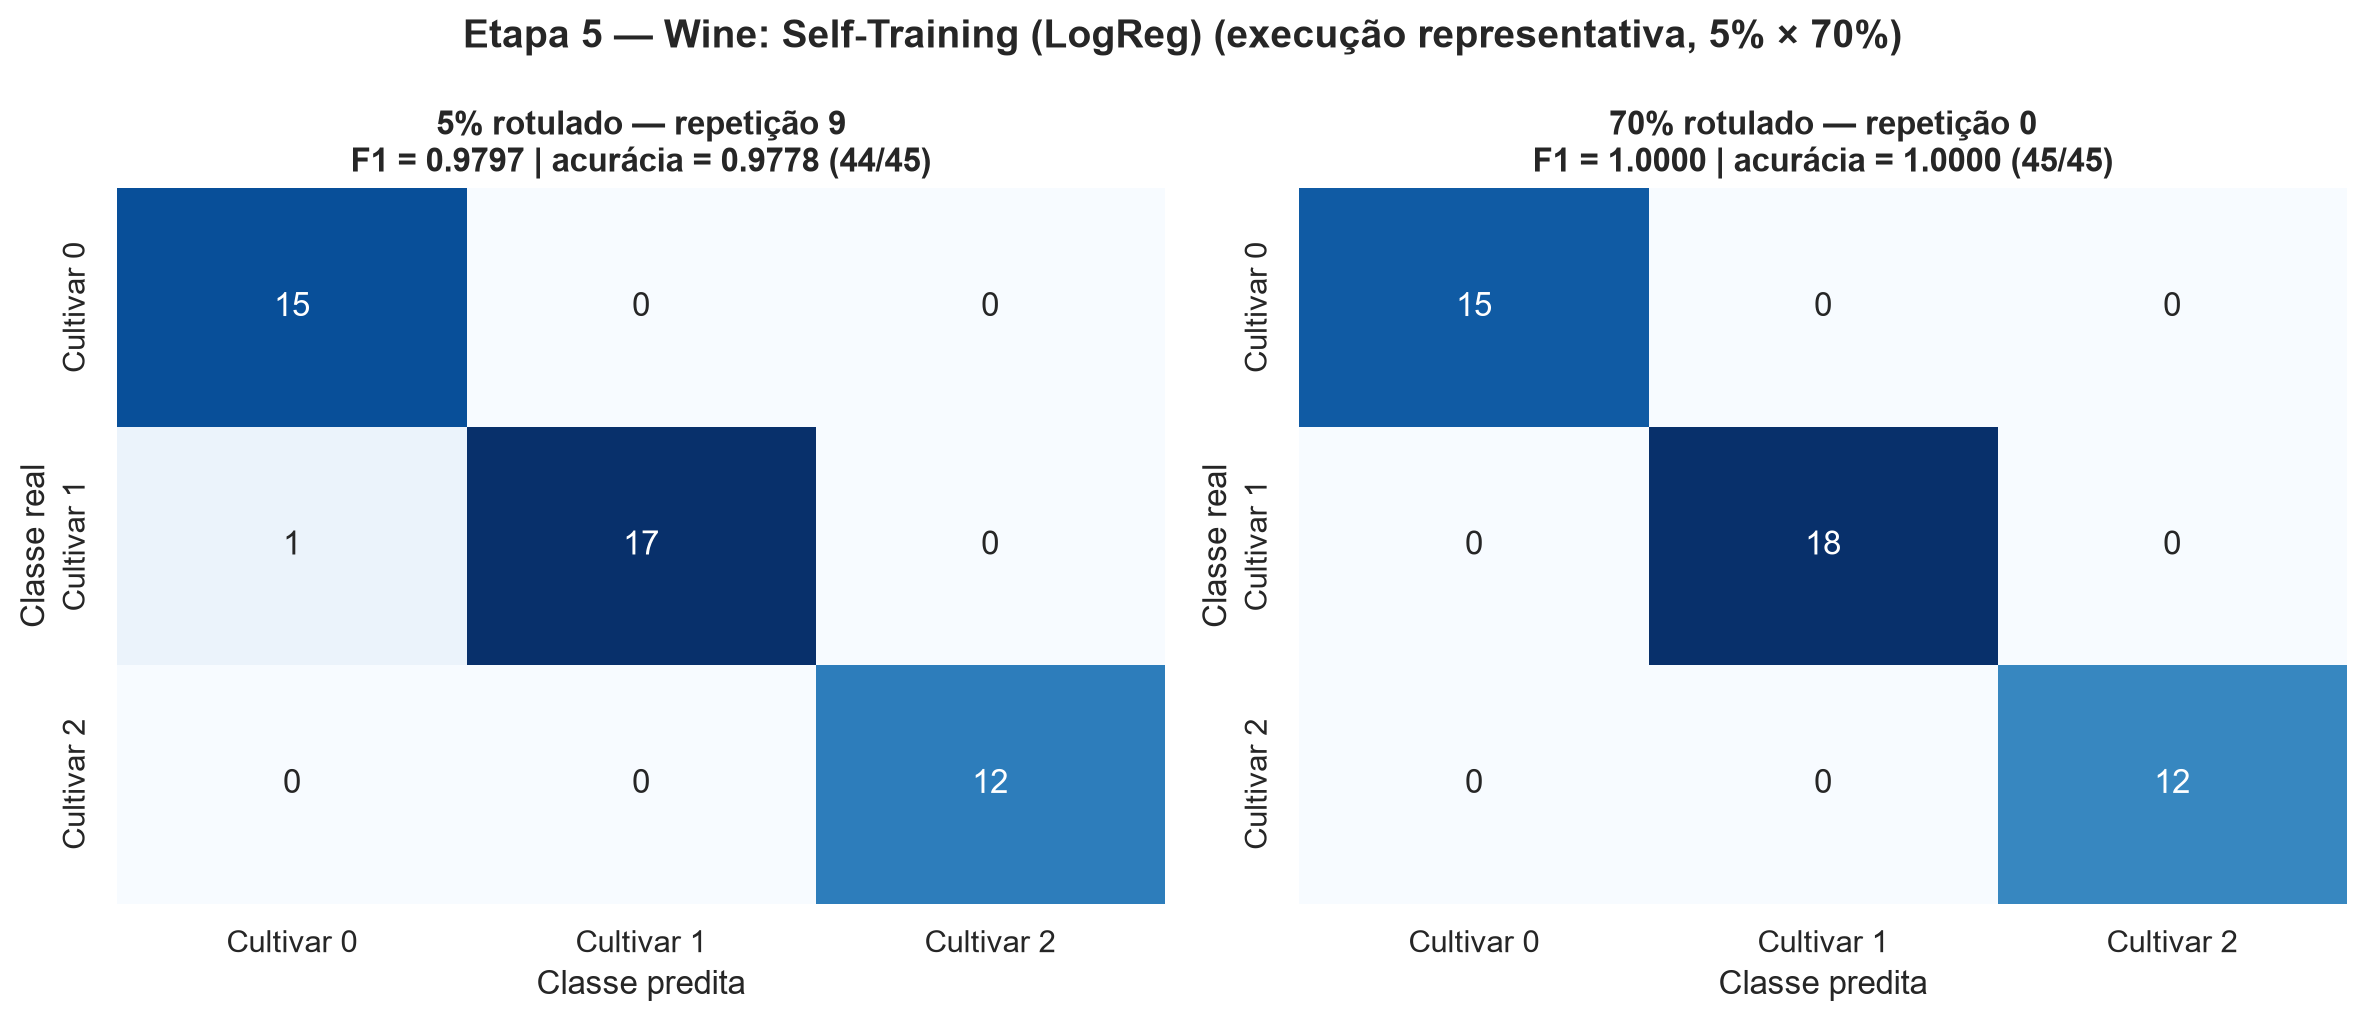 Etapa 5 — Wine: Self-Training (LogReg) (execução representativa, 5% × 70%)
5% rotulado — repetição 9
F1 = 0.9797 | acurácia = 0.9778 (44/45)
Classe real
Cultivar 0
15 0 0
Cultivar 1
1 17 0
Cultivar 2
0 0 12
Cultivar 0 Cultivar 1 Cultivar 2
Classe predita
70% rotulado — repetição 0
F1 = 1.0000 | acurácia = 1.0000 (45/45)
Classe real
Cultivar 0
15 0 0
Cultivar 1
0 18 0
Cultivar 2
0 0 12
Cultivar 0 Cultivar 1 Cultivar 2
Classe predita